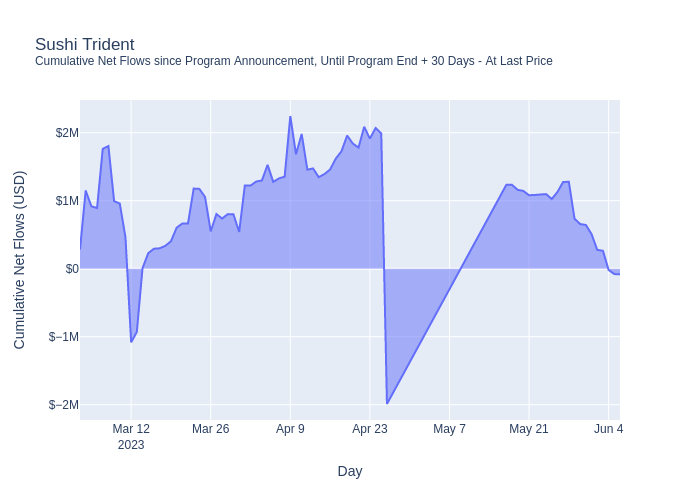 Sushi Trident
Cumulative Net Flows since Program Announcement, Until Program End + 30 Days - At Last Price
Cumulative Net Flows (USD)
$2M
$1M
$0
$−1M
$−2M
Mar 12 Mar 26 Apr 9 Apr 23 May 7 May 21 Jun 4
2023
Day